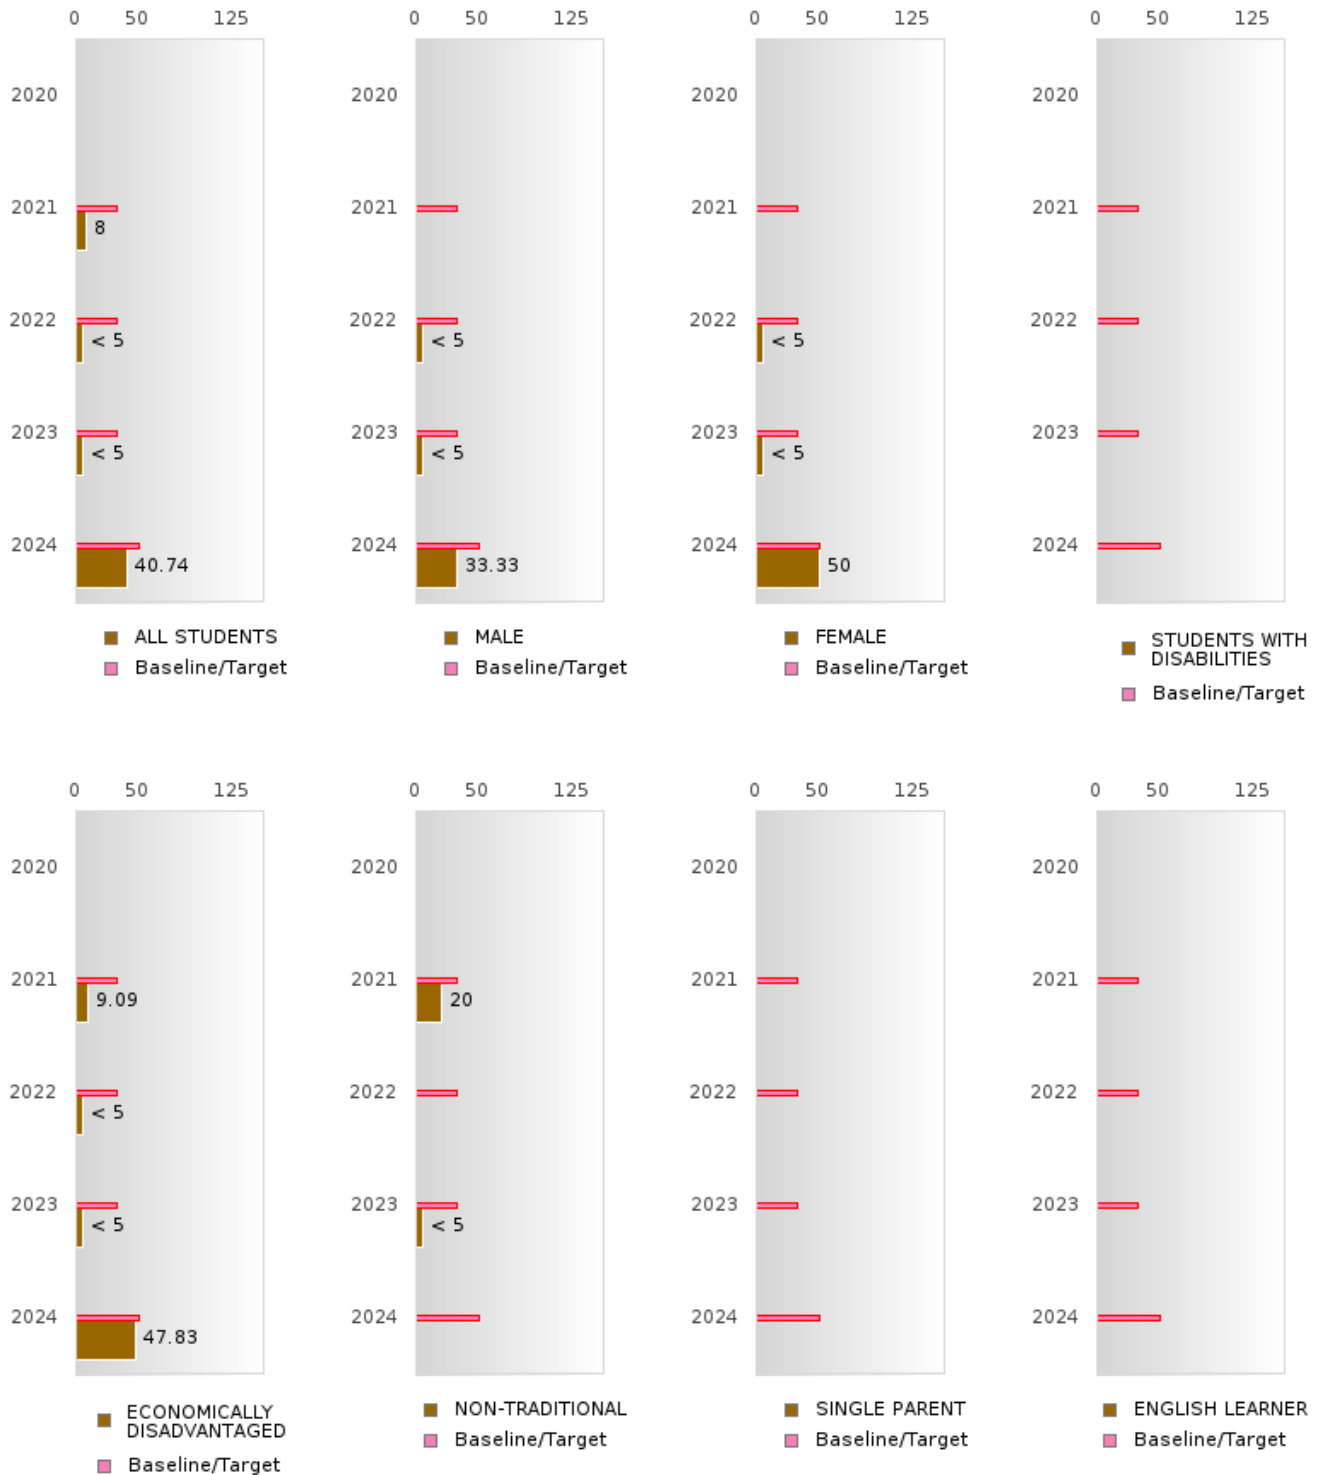 0 50 125 0 50 125 0 50 125 0 50 125
2020 2020 2020 2020
2021 2021 2021 2021
8
2022 2022 2022 2022
< 5 < 5 < 5
2023 2023 2023 2023
< 5 < 5 < 5
2024 2024 2024 2024
40.74 33.33 50
ALL STUDENTS
Baseline/Target
MALE
Baseline/Target
FEMALE
Baseline/Target
STUDENTS WITH
DISABILITIES
Baseline/Target
0 50 125 0 50 125 0 50 125 0 50 125
2020 2020 2020 2020
2021 2021 2021 2021
9.09 20
2022 2022 2022 2022
< 5
2023 2023 2023 2023
< 5 < 5
2024 2024 2024 2024
47.83
ECONOMICALLY
DISADVANTAGED
Baseline/Target
NON-TRADITIONAL
Baseline/Target
SINGLE PARENT
Baseline/Target
ENGLISH LEARNER
Baseline/Target